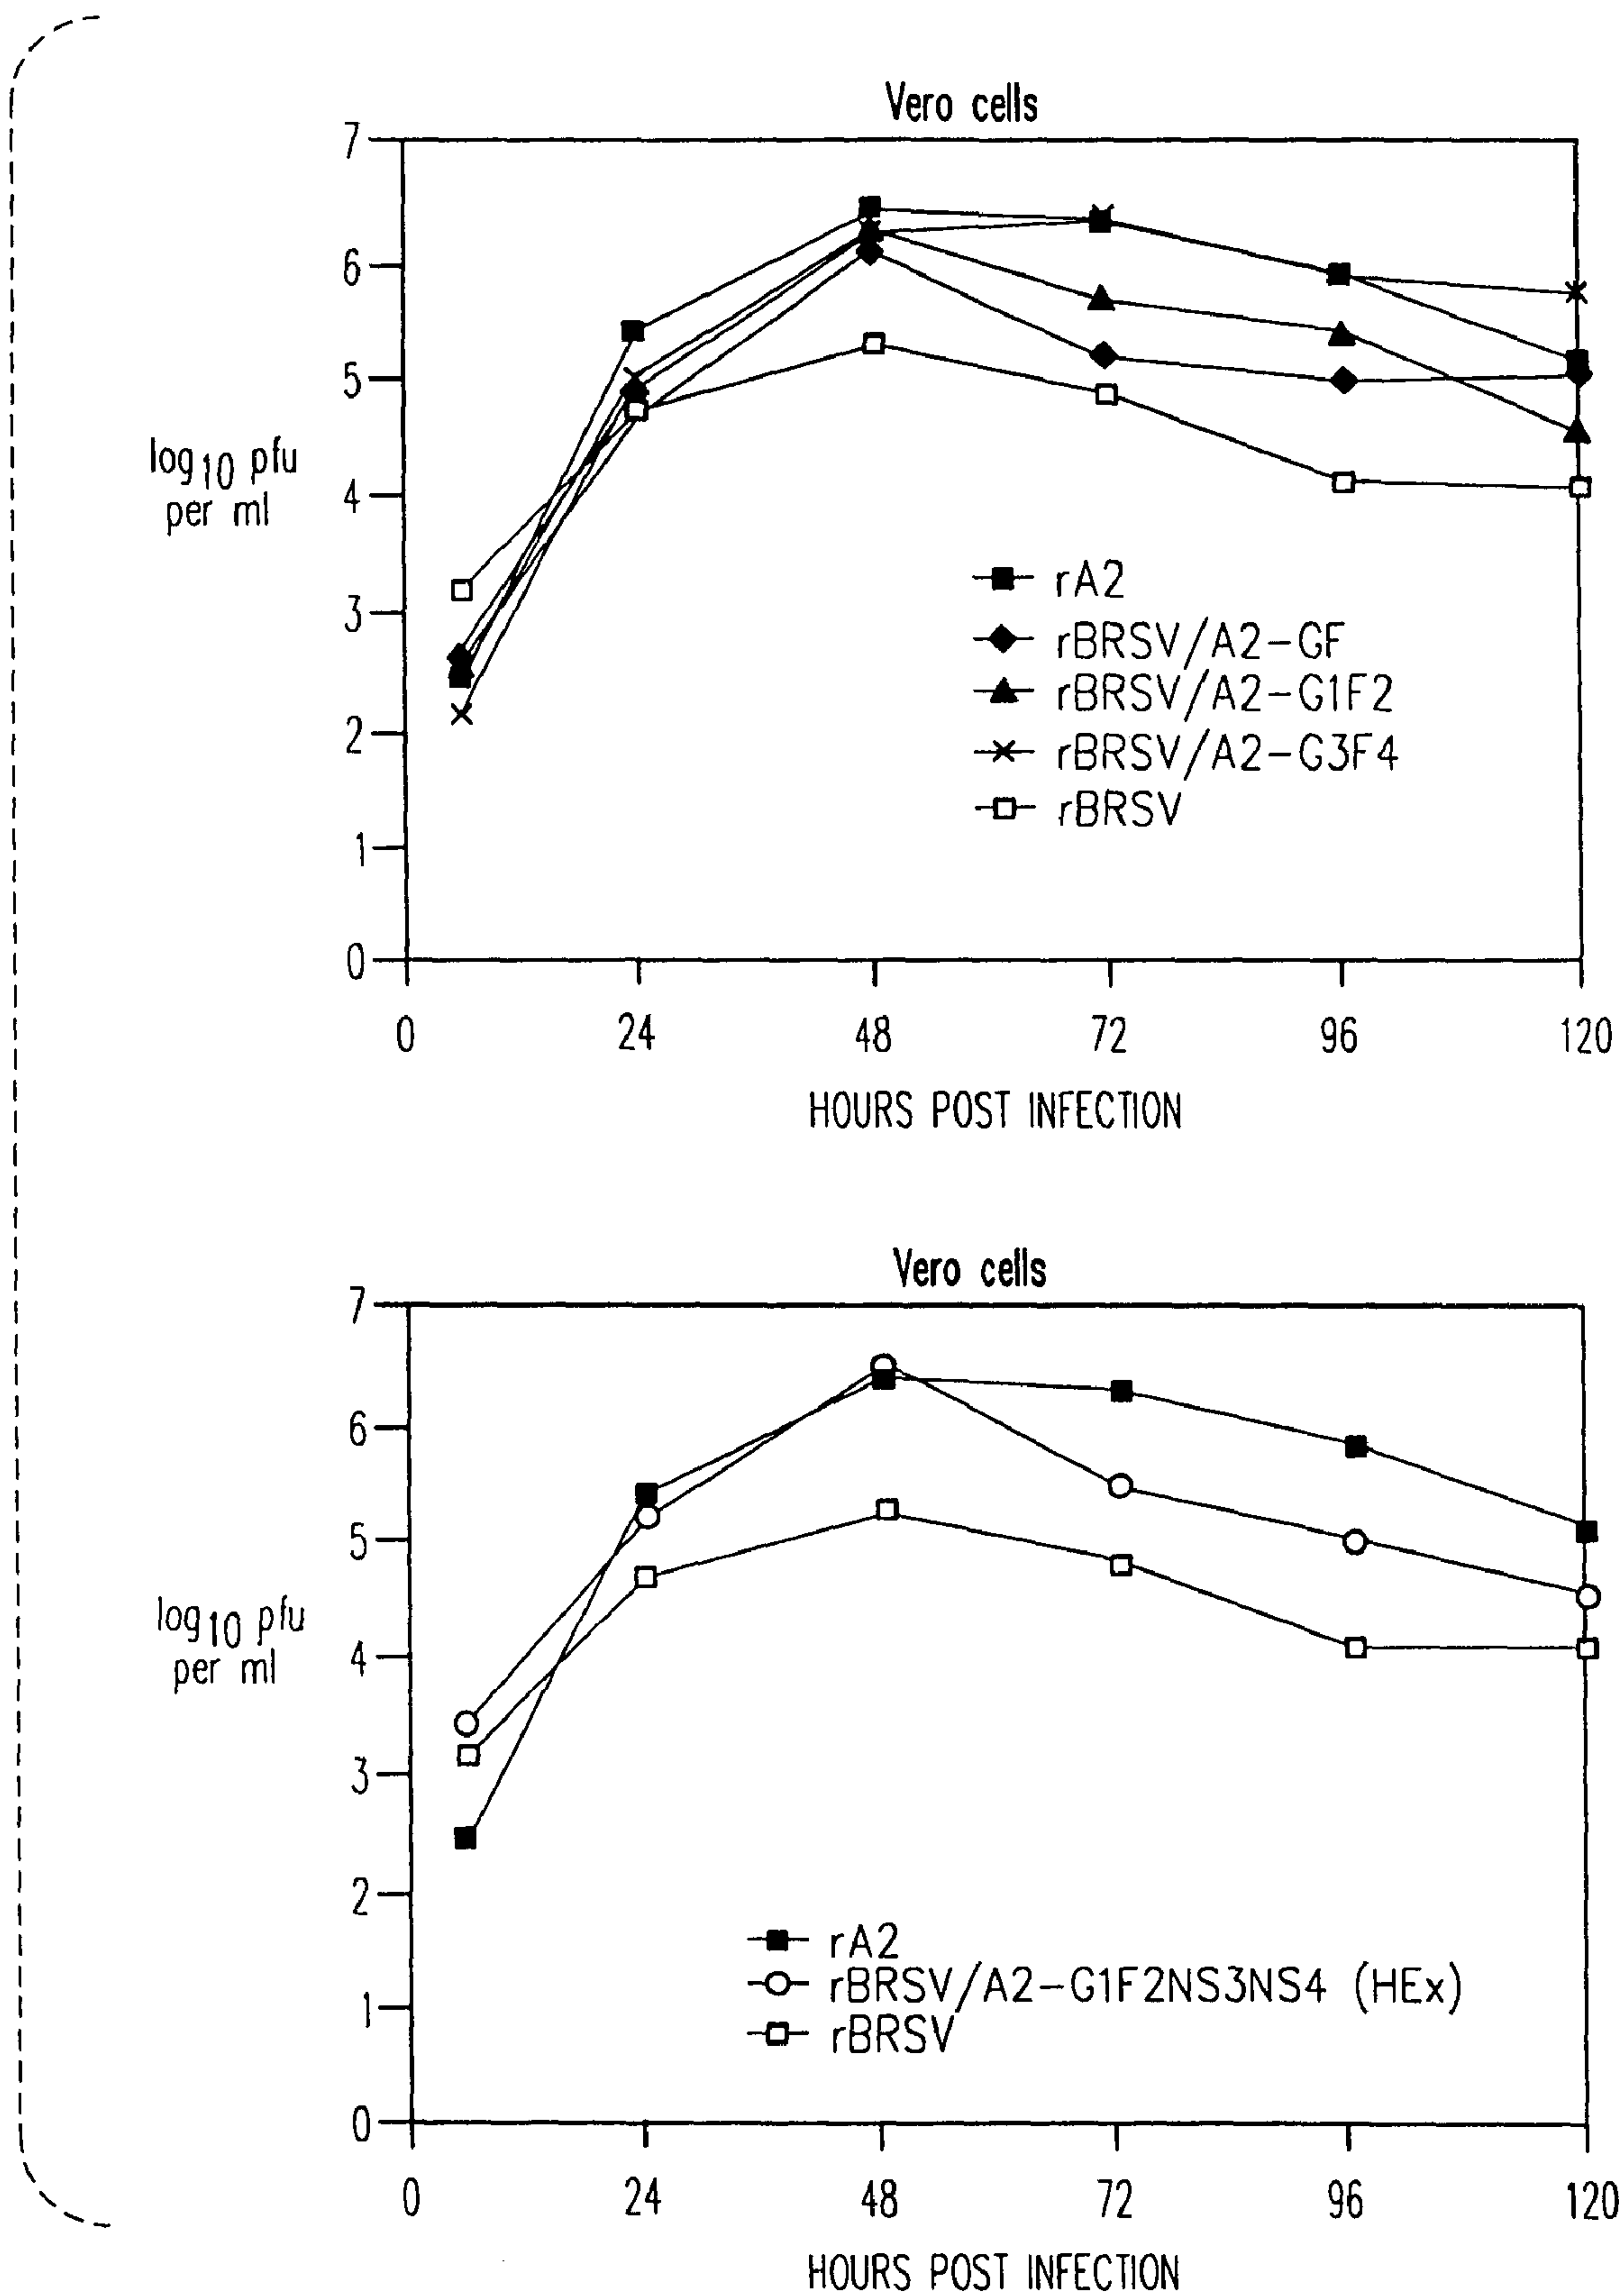 Vero cells
7
6
5
4
3
2
1
0
log10 pfu
per ml
rA2
rBRSV/A2-GF
rBRSV/A2-G1F2
rBRSV/A2-G3F4
rBRSV
0 24 48 72 96 120
HOURS POST INFECTION
Vero cells
7
6
5
4
3
2
1
0
log10 pfu
per ml
rA2
rBRSV/A2-G1F2NS3NS4 (HEx)
rBRSV
0 24 48 72 96 120
HOURS POST INFECTION